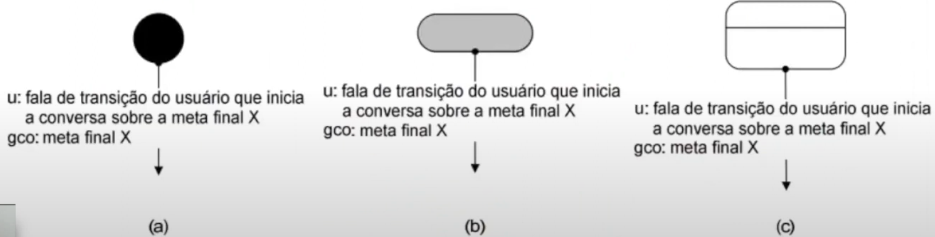 u: fala de transição do usuário que inicia
a conversa sobre a meta final X
gco: meta final X
(a)
u: fala de transição do usuário que inicia
a conversa sobre a meta final X
gco: meta final X
(b)
u: fala de transição do usuário que inicia
a conversa sobre a meta final X
gco: meta final X
(c)